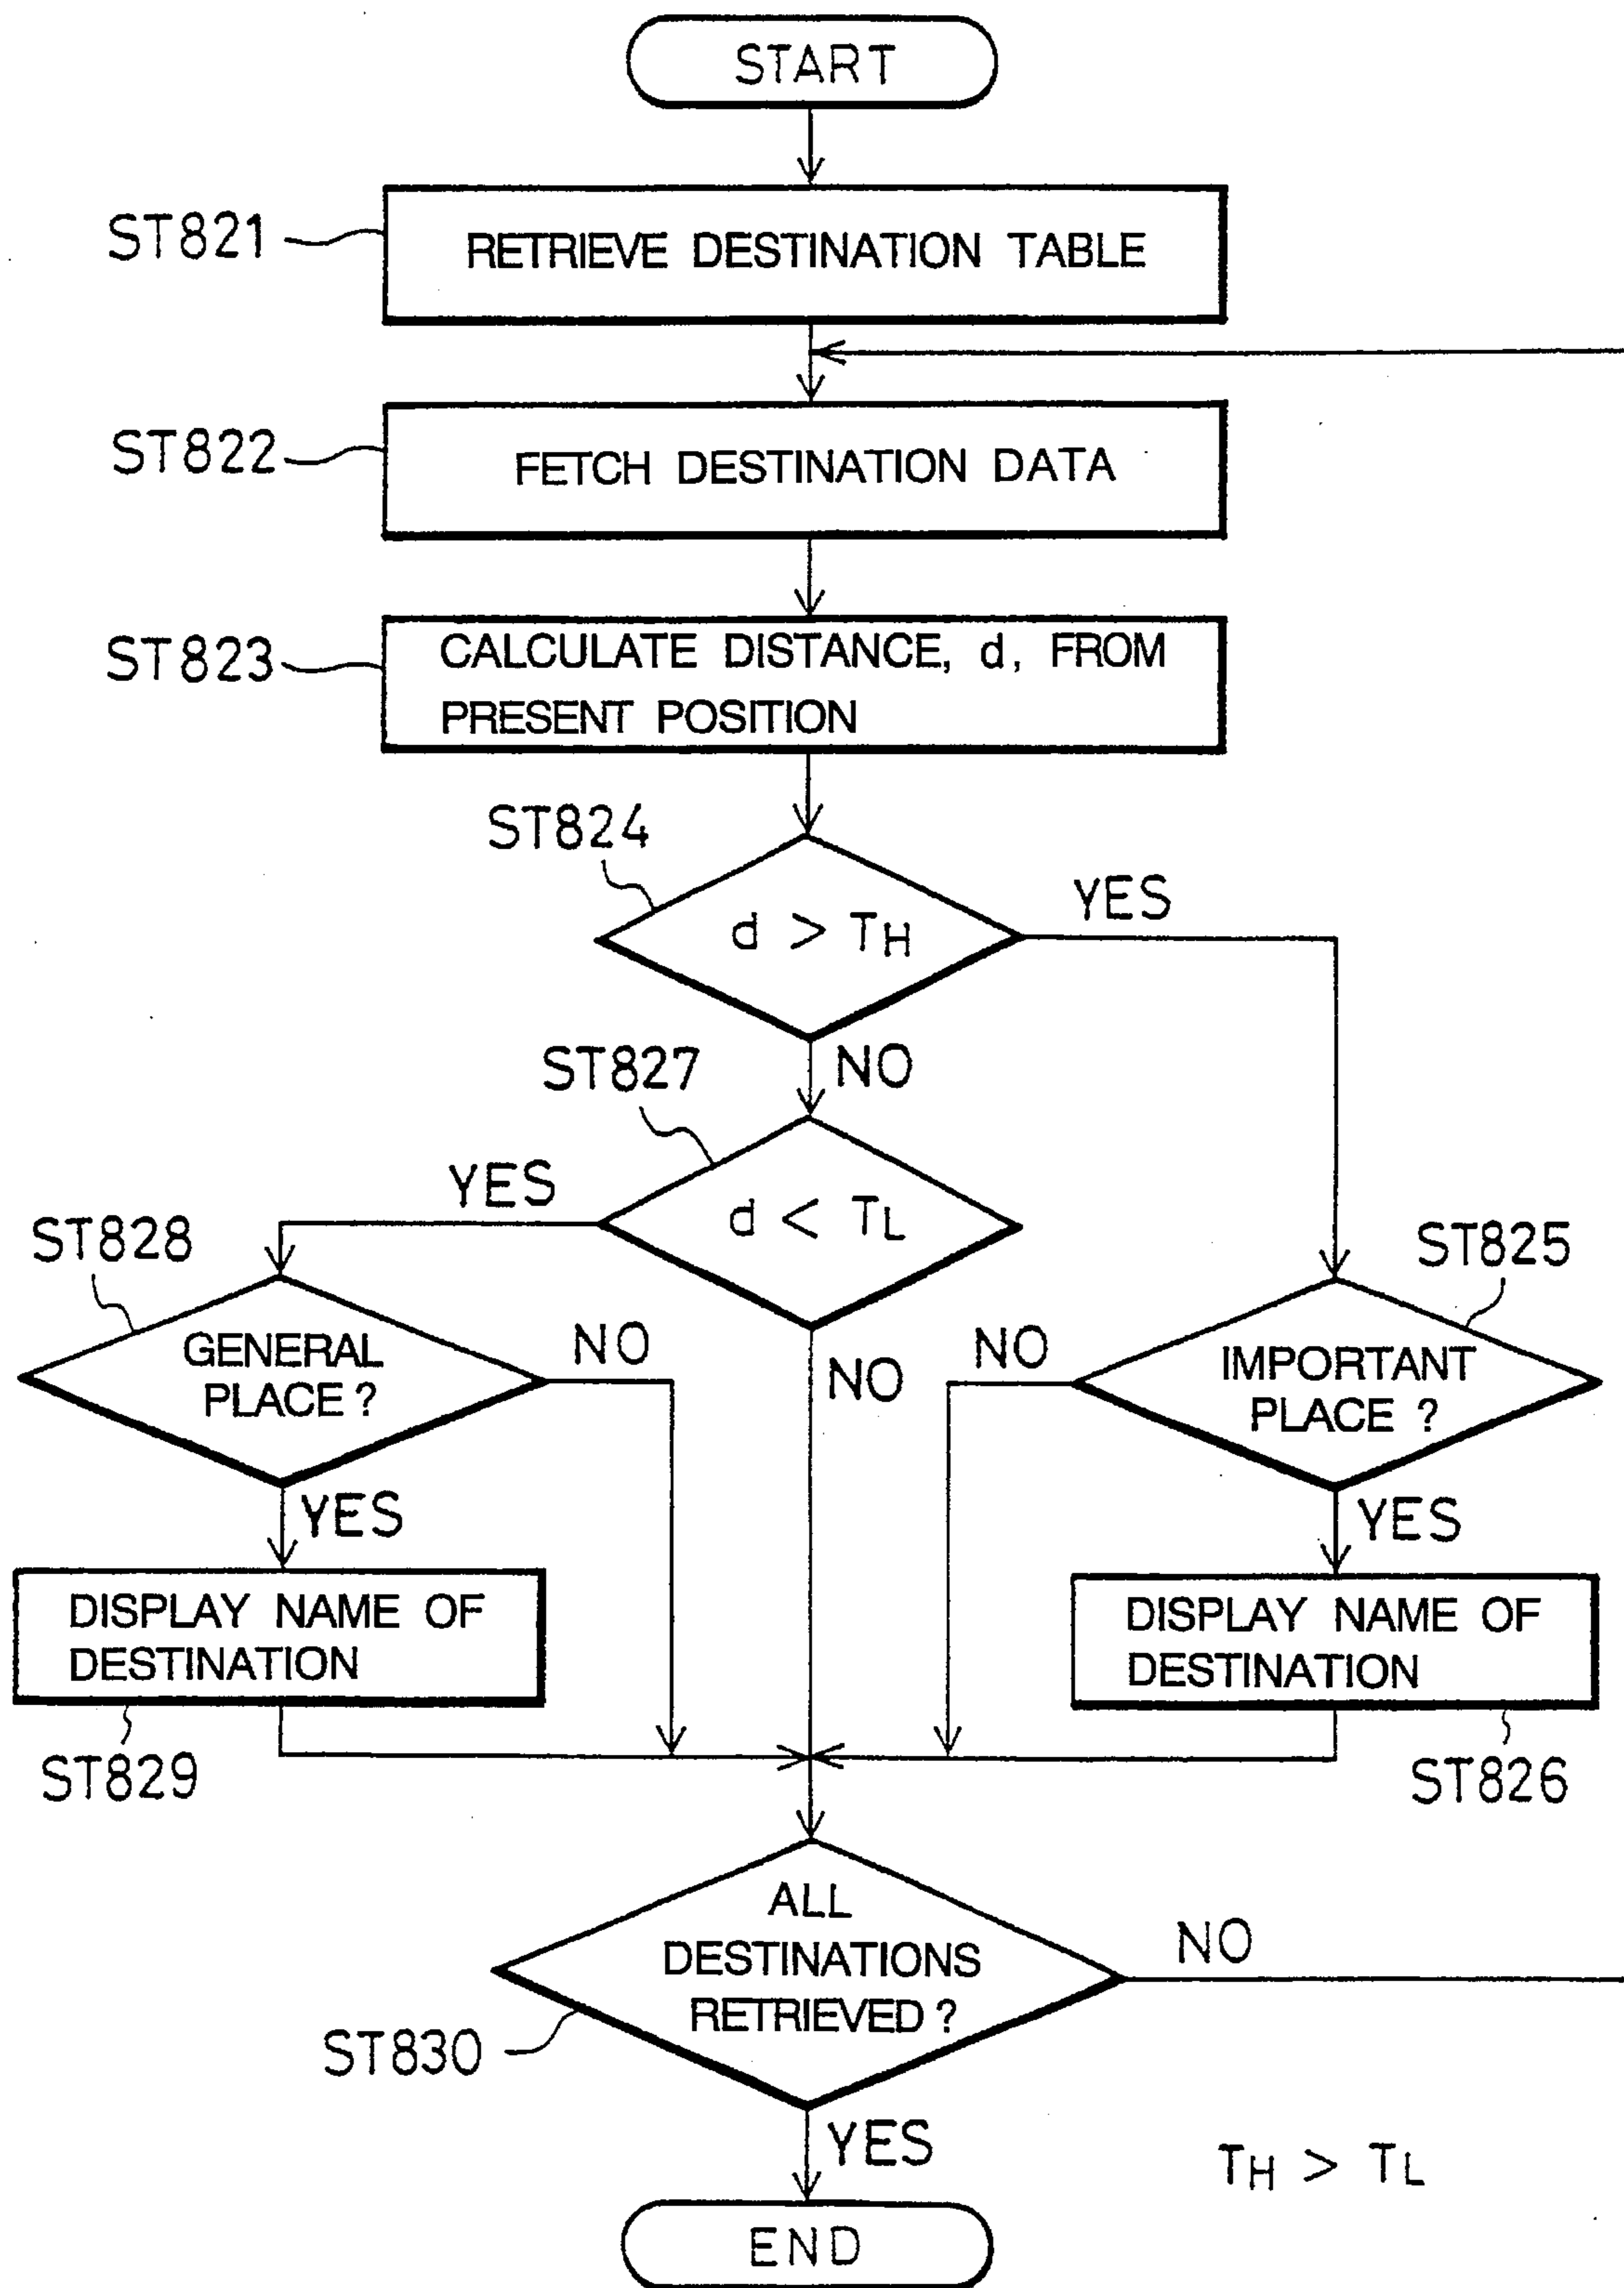 START
ST821
RETRIEVE DESTINATION TABLE
ST822
FETCH DESTINATION DATA
ST823
CALCULATE DISTANCE, d, FROM
PRESENT POSITION
ST824
d > TH
YES
NO
ST827
d < TL
YES
NO
ST828
GENERAL
PLACE ?
NO
YES
ST825
IMPORTANT
PLACE ?
NO
YES
DISPLAY NAME OF
DESTINATION
ST829
DISPLAY NAME OF
DESTINATION
ST826
ALL
DESTINATIONS
RETRIEVED ?
NO
ST830
YES
TH > TL
END